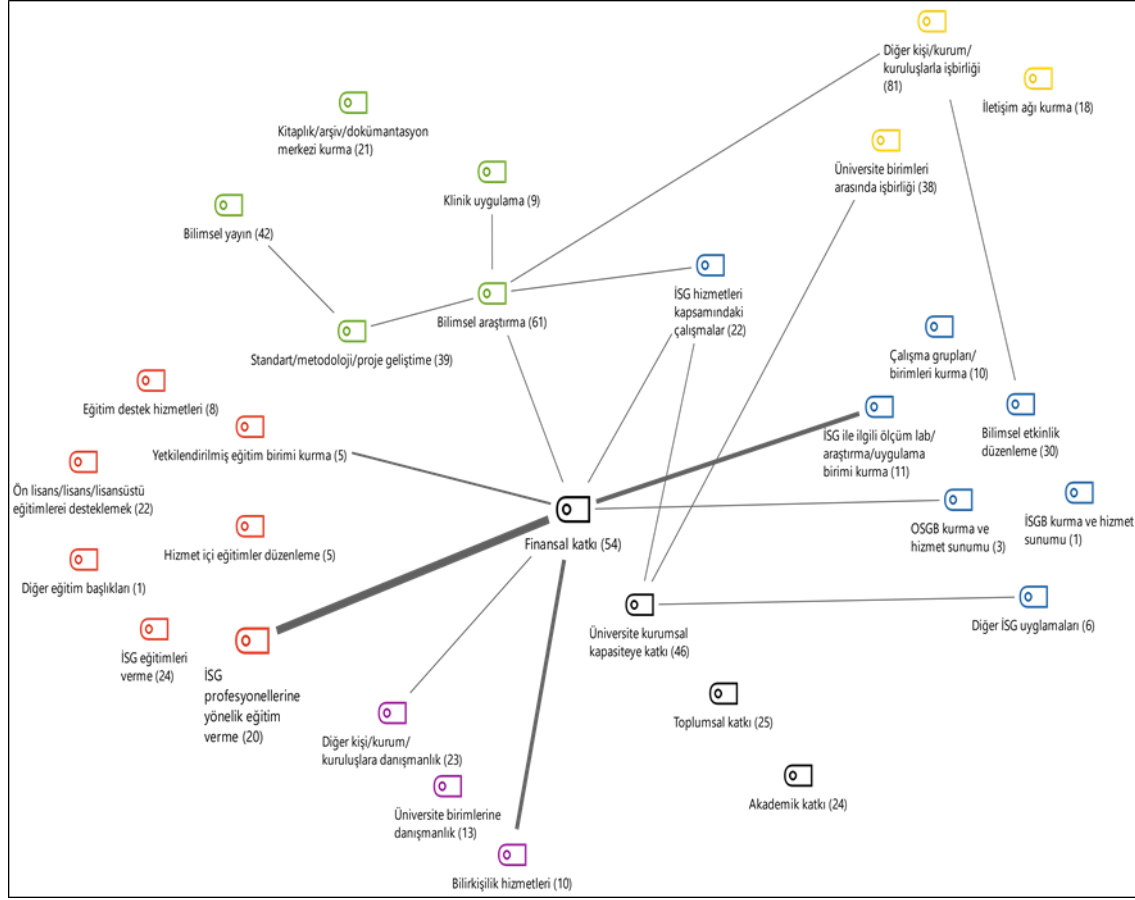 Diğer kişi/kurum/
kuruluşlarla işbirliği
(81)
İletişim ağı kurma (18)
Kitaplık/arşiv/dokümantasyon
merkezi kurma (21)
Üniversite birimleri
arasında işbirliği (38)
Klinik uygulama (9)
Bilimsel yayın (42)
İSG hizmetleri
kapsamındaki
çalışmalar (22)
Bilimsel araştırma (61)
Standart/metodoloji/proje geliştime (39)
Çalışma grupları/
birimleri kurma (10)
Eğitim destek hizmetleri (8)
Yetkilendirilmiş eğitim birimi kurma (5)
İSG ile ilgili ölçüm lab/
araştırma/uygulama
birimi kurma (11)
Bilimsel etkinlik
düzenleme (30)
Ön lisans/lisans/lisansüstü
eğitimlerei desteklemek (22)
OSGB kurma ve
hizmet sunumu (3)
İSGB kurma ve hizmet
sunumu (1)
Finansal katkı (54)
Hizmet içi eğitimler düzenleme (5)
Diğer eğitim başlıkları (1)
Üniversite kurumsal
kapasiteye katkı (46)
Diğer İSG uyglamaları (6)
İSG eğitimleri
verme (24)
İSG
profesyonellerine
yönelik eğitim
verme (20)
Toplumsal katkı (25)
Diğer kişi/kurum/
kuruluşlara danışmanlık (23)
Akademik katkı (24)
Üniversite birimlerine
danışmanlık (13)
Bilirkişilik hizmetleri (10)